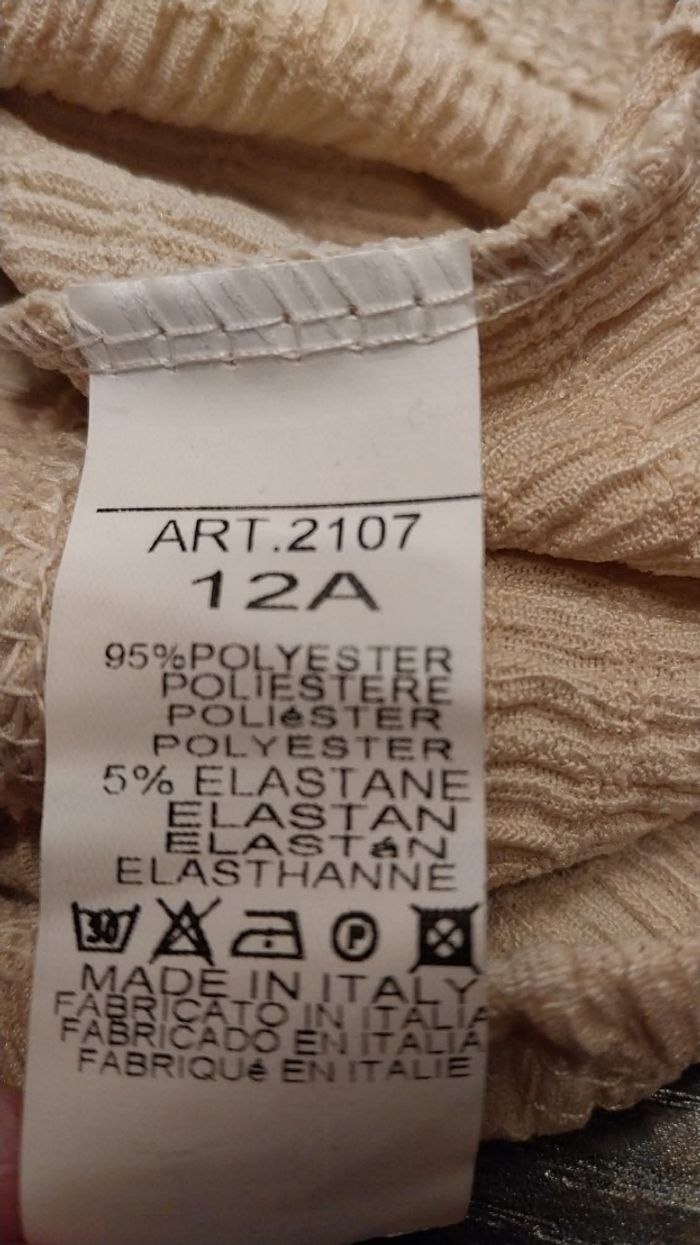 ART.2107
12A
95%POLYESTER
POLIESTERE
POLIéSTER
POLYESTER
5% ELASTANE
ELASTAN
ELASTáN
ELASTHANNE
30 P
MADE IN ITALY
FABRICATO IN ITALIA
FABRICADO EN ITALIA
FABRIQUé EN ITALIE